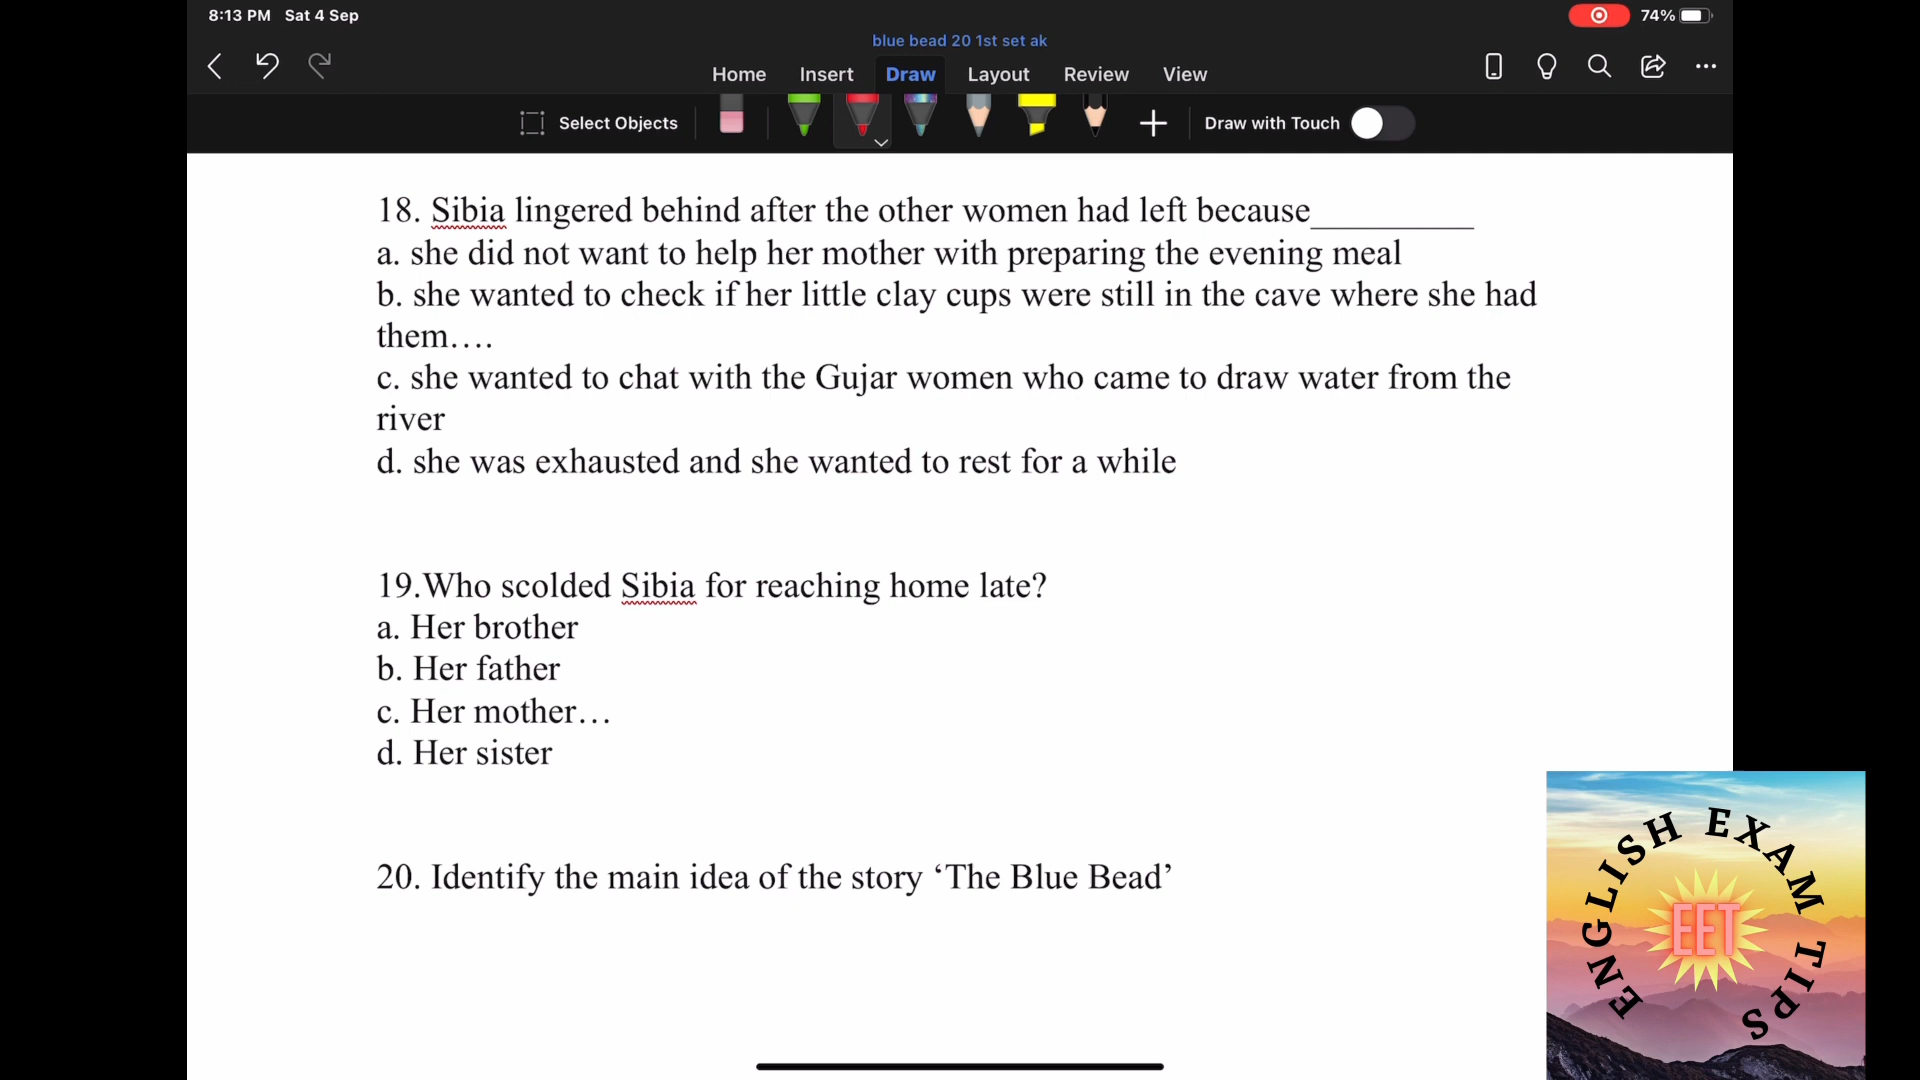 8:13 PM Sat 4 Sep
74%
blue bead 20 1st set ak
Home Insert Draw Layout Review View
Select Objects
Draw with Touch
18. Sibia lingered behind after the other women had left because_________
a. she did not want to help her mother with preparing the evening meal
b. she wanted to check if her little clay cups were still in the cave where she had
them….
c. she wanted to chat with the Gujar women who came to draw water from the
river
d. she was exhausted and she wanted to rest for a while
19.Who scolded Sibia for reaching home late?
a. Her brother
b. Her father
c. Her mother…
d. Her sister
20. Identify the main idea of the story ‘The Blue Bead’
ENGLISH EXAM TIPS
EET